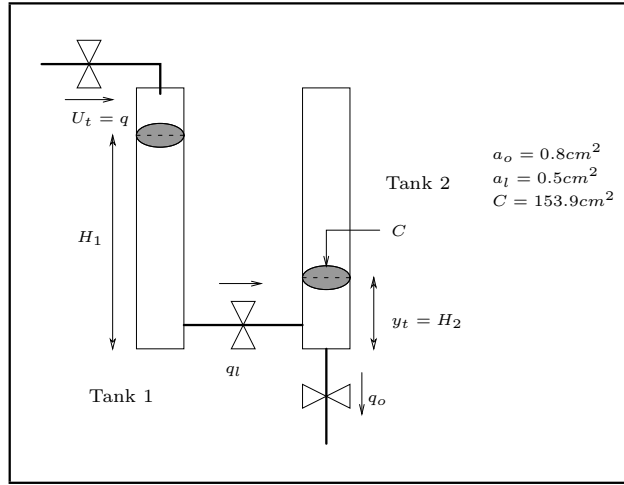 U_t = q
a_o = 0.8cm^2
a_l = 0.5cm^2
C = 153.9cm^2
Tank 2
C
H_1
y_t = H_2
q_l
Tank 1
q_o